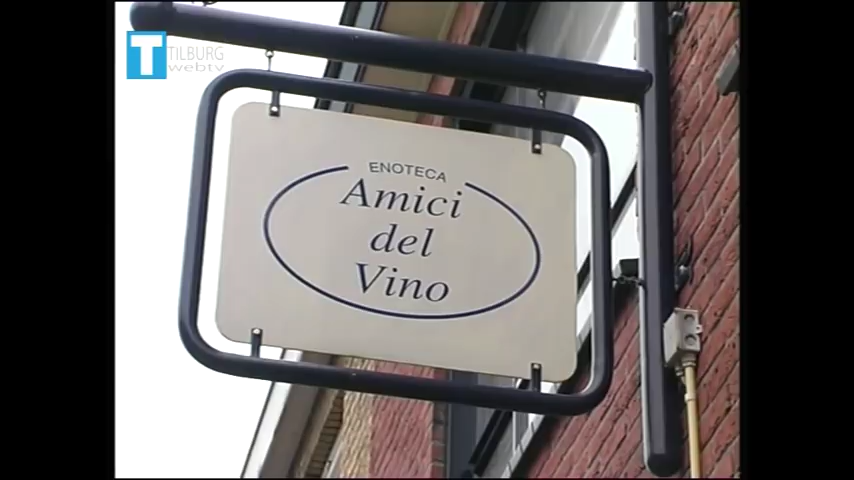 T TILBURG
webtv
ENOTECA
Amici
del
Vino